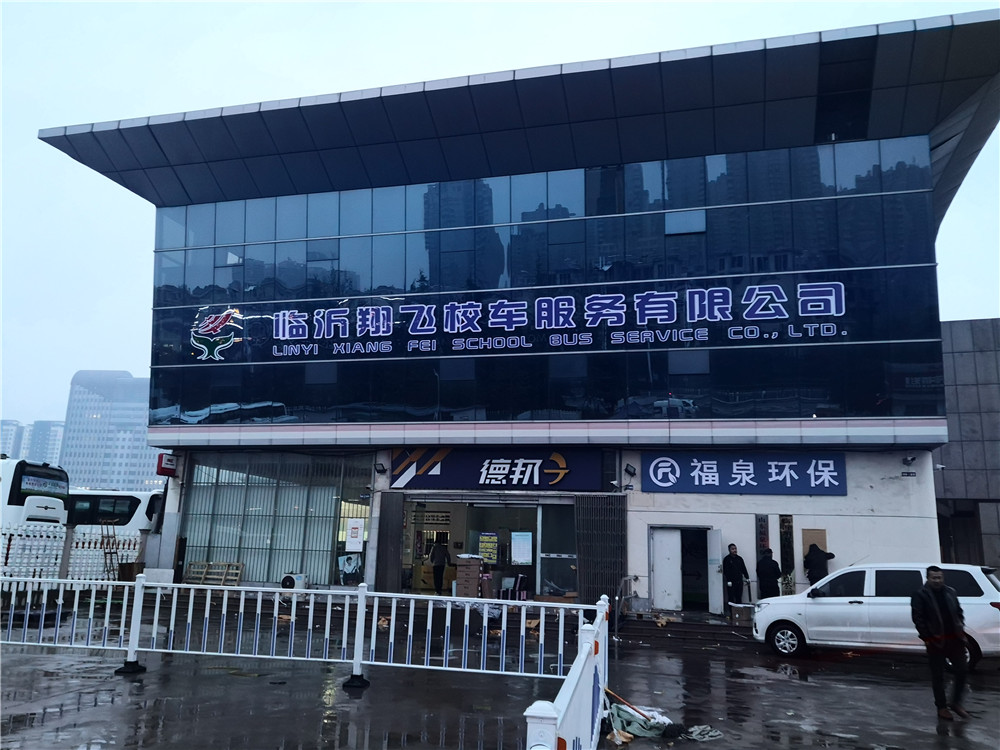 临沂翔飞校车服务有限公司
LINYI XIANG FEI SCHOOL BUS SERVICE CO., LTD.
德邦
福泉环保